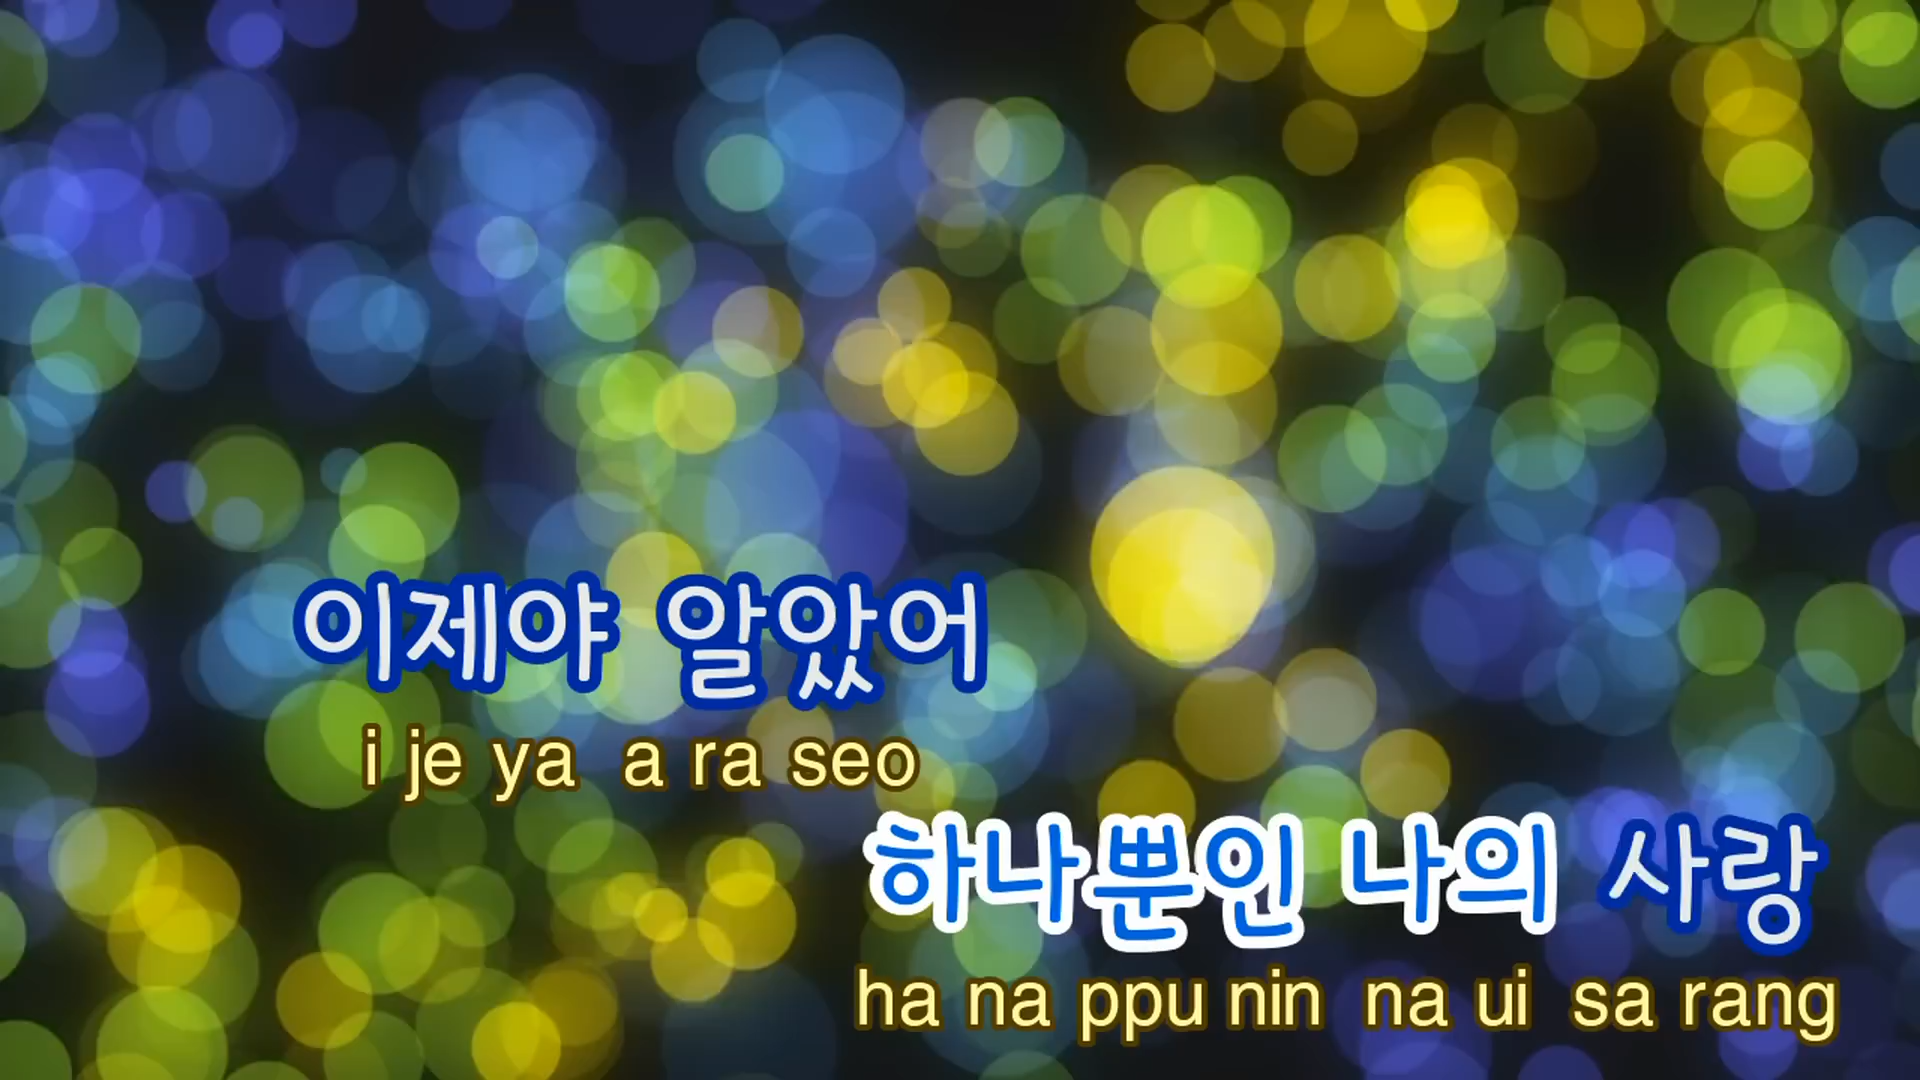 이제야 알았어
i je ya a ra seo
하나뿐인 나의 사랑
ha na ppu nin na ui sa rang